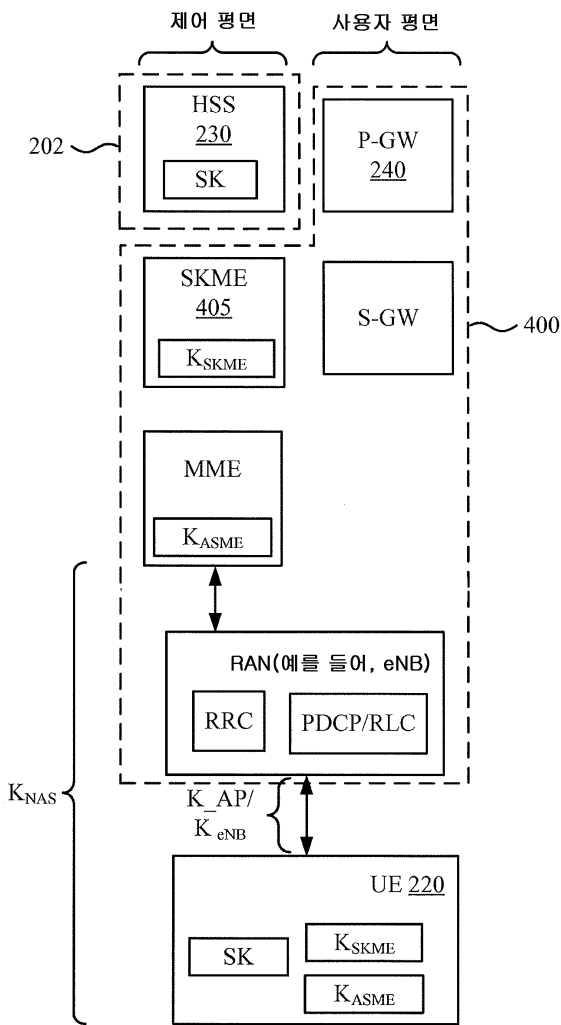 제어 평면
사용자 평면
HSS
230
SK
202
P-GW
240
SKME
405
K_SKME
S-GW
400
MME
K_ASME
RAN(예를 들어, eNB)
RRC
PDCP/RLC
K_NAS
K_AP/
K_eNB
UE 220
SK
K_SKME
K_ASME